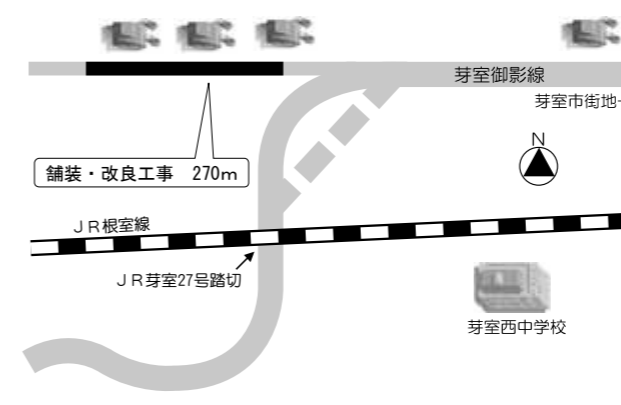 芽室御影線
芽室市街地
N
舗装・改良工事 270m
ＪＲ根室線
ＪＲ芽室27号踏切
芽室西中学校